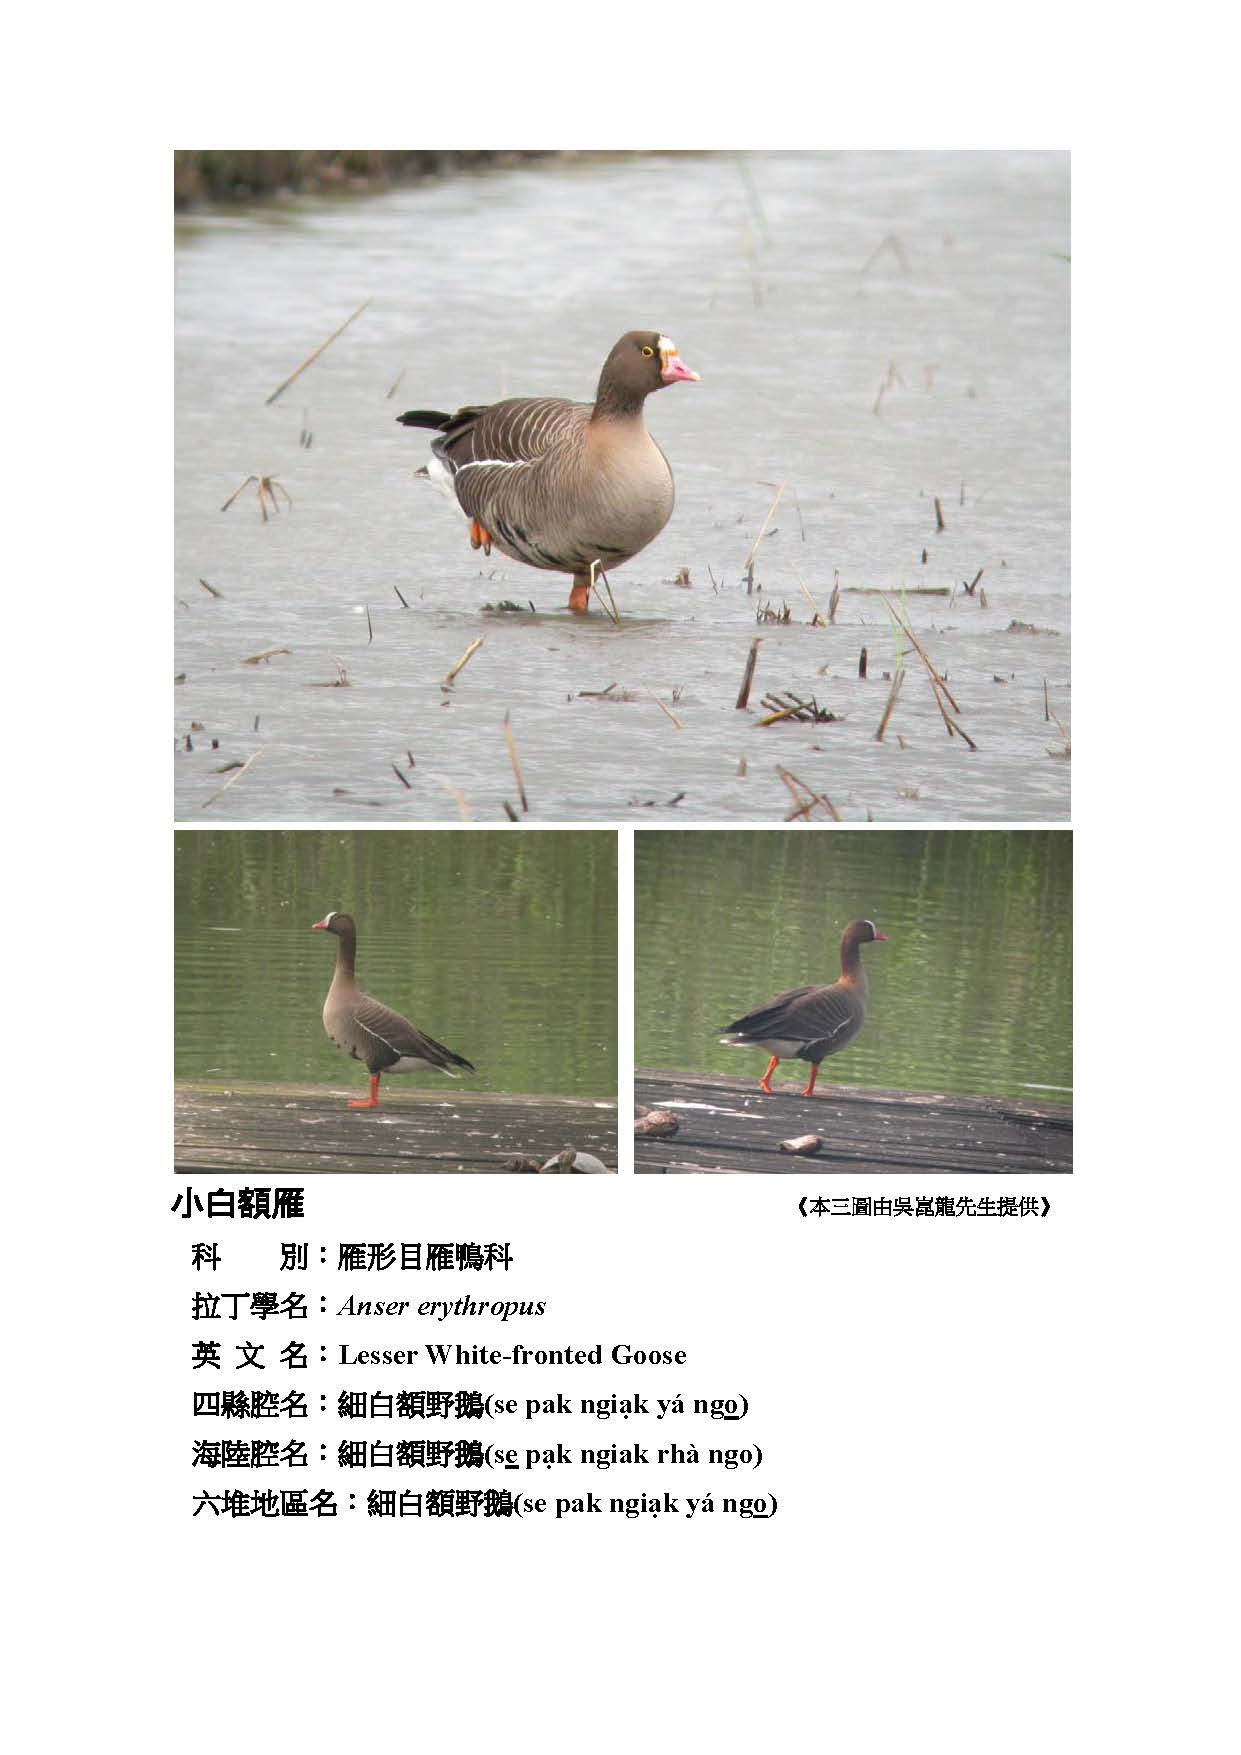 小白額雁 《本三圖由吳崑龍先生提供》
科　　別：雁形目雁鴨科
拉丁學名：Anser erythropus
英 文 名：Lesser White-fronted Goose
四縣腔名：細白額野鵝(se pak ngiạk yá ngo̲)
海陸腔名：細白額野鵝(se̲ pạk ngiak rhà ngo)
六堆地區名：細白額野鵝(se pak ngiạk yá ngo̲)